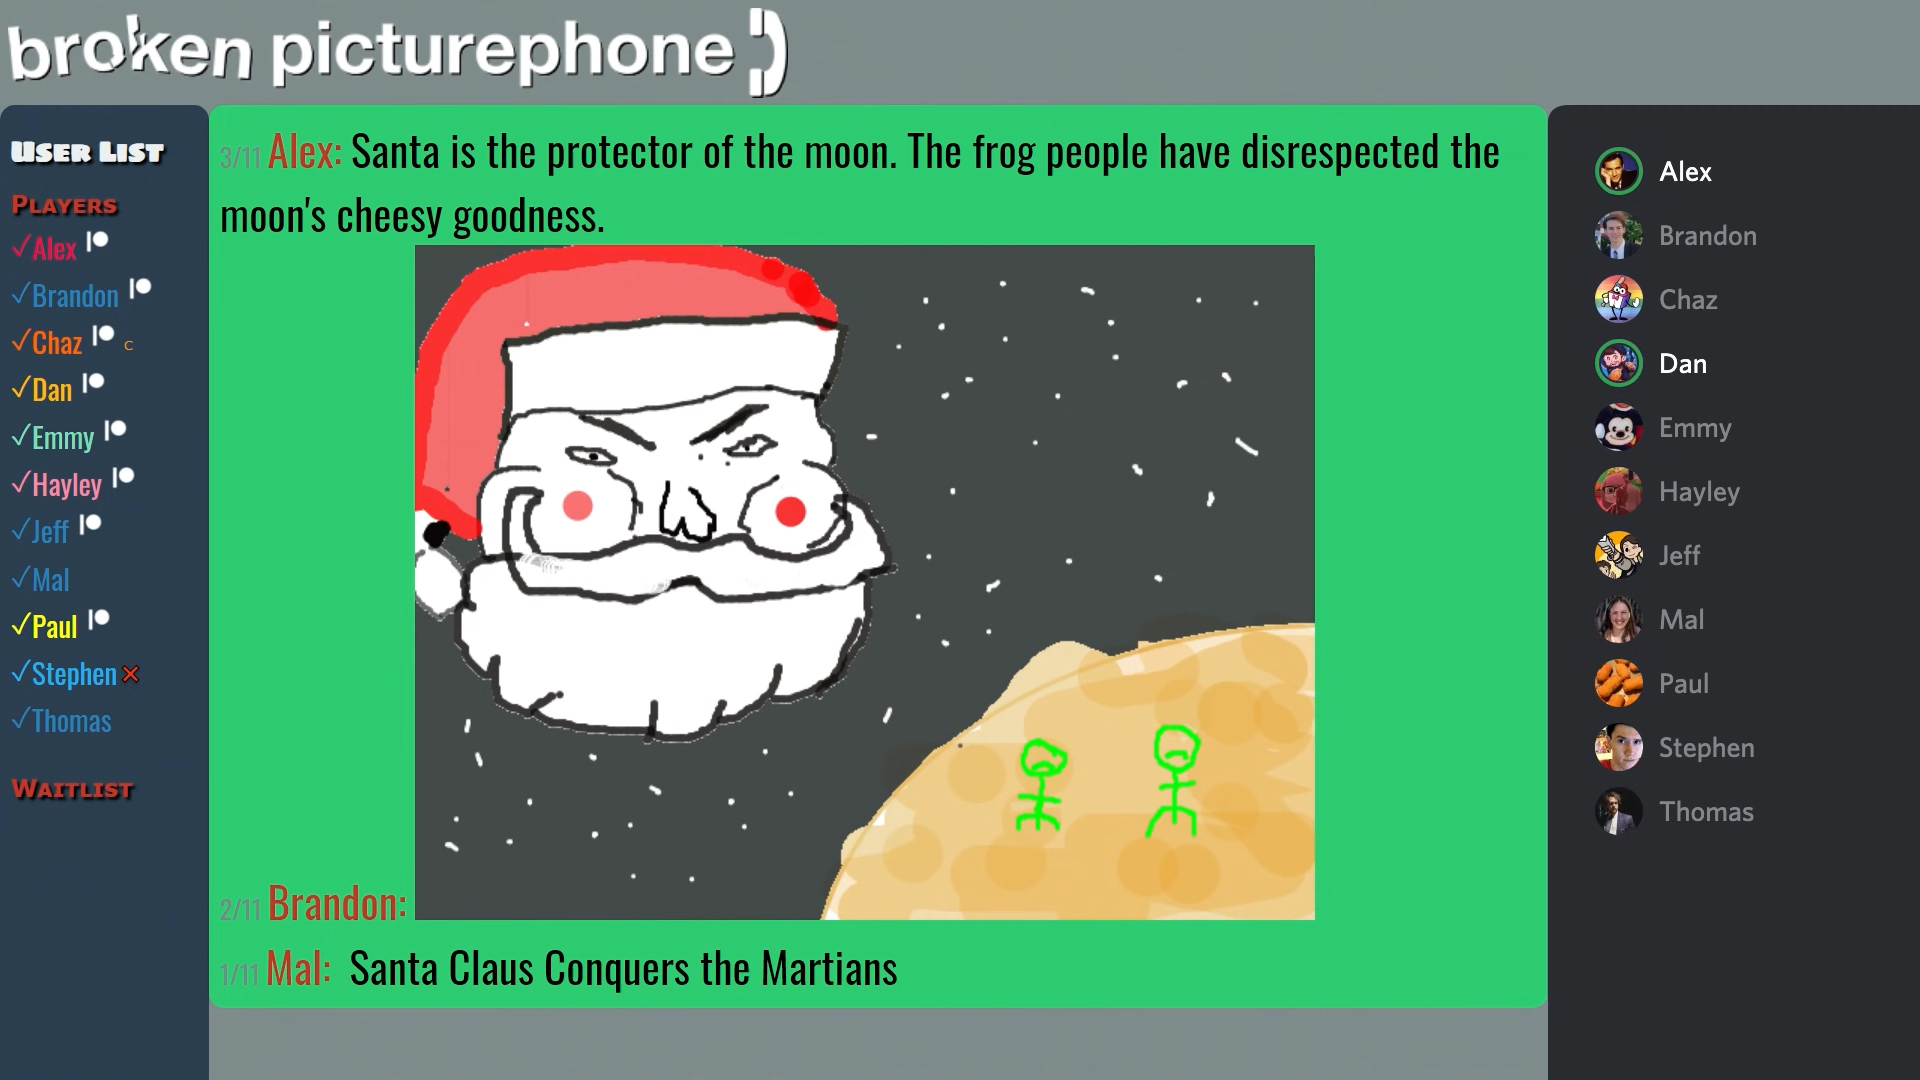 broken picturephone
USER LIST
PLAYERS
✓Alex
✓Brandon
✓Chaz c
✓Dan
✓Emmy
✓Hayley
✓Jeff
✓Mal
✓Paul
✓Stephen
✓Thomas
WAITLIST
3/11 Alex: Santa is the protector of the moon. The frog people have disrespected the
moon's cheesy goodness.
2/11 Brandon:
1/11 Mal: Santa Claus Conquers the Martians
Alex
Brandon
Chaz
Dan
Emmy
Hayley
Jeff
Mal
Paul
Stephen
Thomas